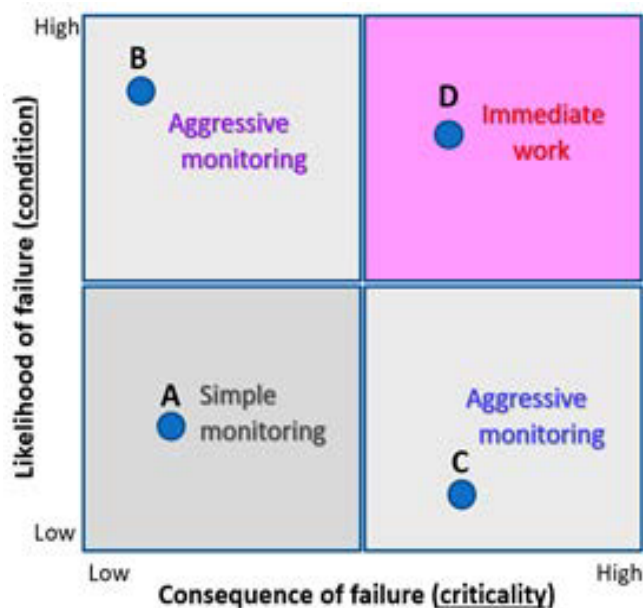 High
B
Aggressive
monitoring
D
Immediate
work
Likelihood of failure (condition)
A
Simple
monitoring
Aggressive
monitoring
C
Low
Low
High
Consequence of failure (criticality)